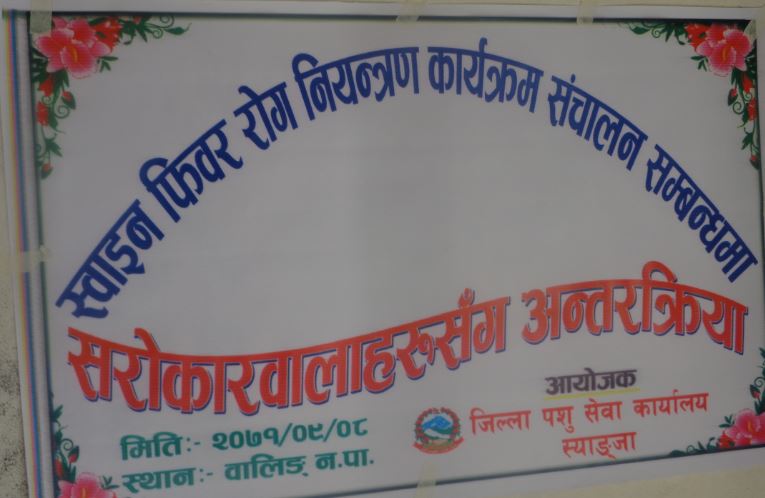 स्वाइन फिवर रोग नियन्त्रण कार्यक्रम संचालन सम्बन्धमा
सरोकारवालाहरूसँग अन्तरक्रिया
आयोजक
जिल्ला पशु सेवा कार्यालय
स्याङ्जा
मिति:- २०७१/०९/०८
स्थान:- वालिङ् न.पा.